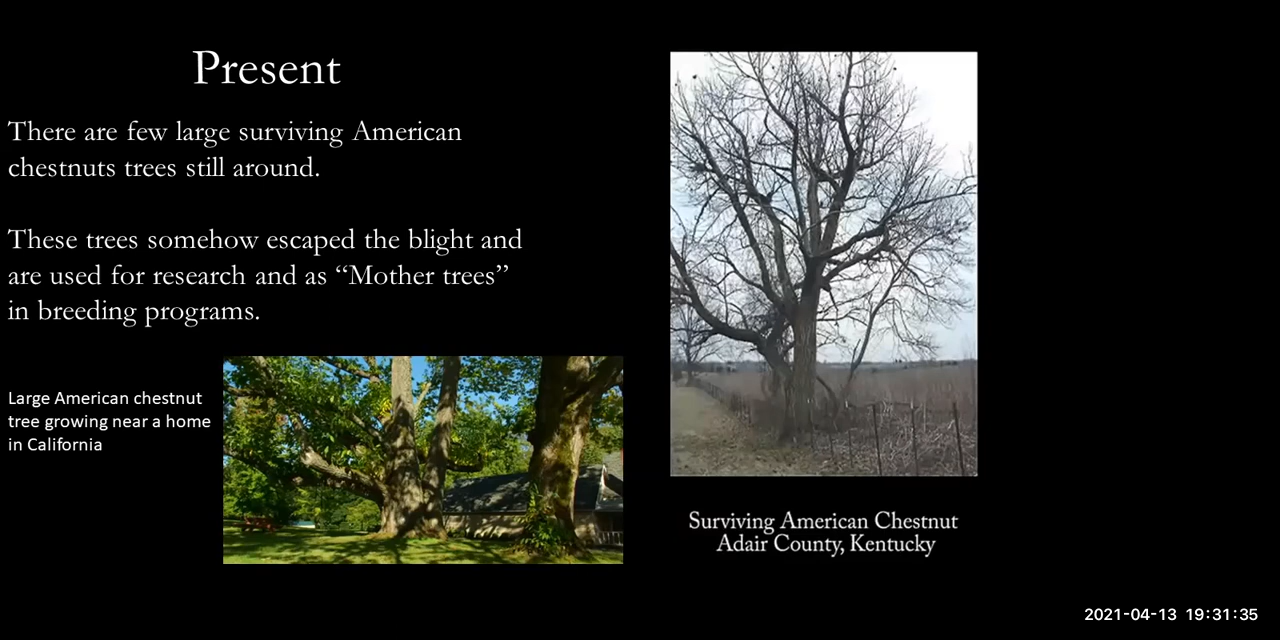 Present
There are few large surviving American
chestnuts trees still around.
These trees somehow escaped the blight and
are used for research and as “Mother trees”
in breeding programs.
Large American chestnut
tree growing near a home
in California
Surviving American Chestnut
Adair County, Kentucky
2021-04-13 19:31:35